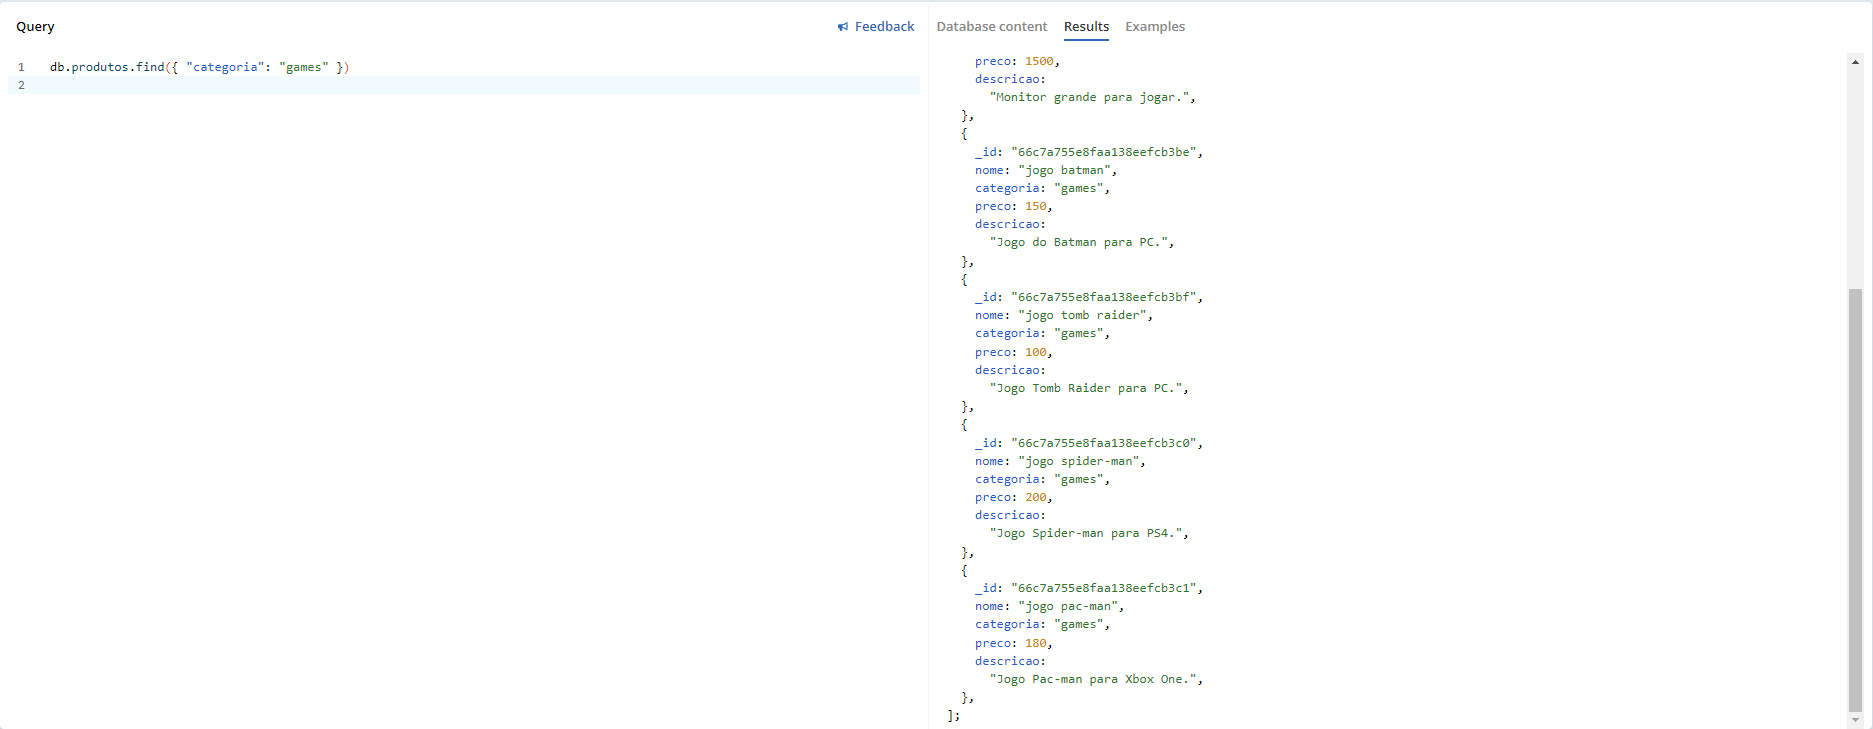 Query
Feedback
1 db.produtos.find({ "categoria": "games" })
2
Database content Results Examples
preco: 1500,
descricao:
"Monitor grande para jogar.",
},
{
_id: "66c7a755e8faa138eefcb3be",
nome: "jogo batman",
categoria: "games",
preco: 150,
descricao:
"Jogo do Batman para PC.",
},
{
_id: "66c7a755e8faa138eefcb3bf",
nome: "jogo tomb raider",
categoria: "games",
preco: 100,
descricao:
"Jogo Tomb Raider para PC.",
},
{
_id: "66c7a755e8faa138eefcb3c0",
nome: "jogo spider-man",
categoria: "games",
preco: 200,
descricao:
"Jogo Spider-man para PS4.",
},
{
_id: "66c7a755e8faa138eefcb3c1",
nome: "jogo pac-man",
categoria: "games",
preco: 180,
descricao:
"Jogo Pac-man para Xbox One.",
},
];